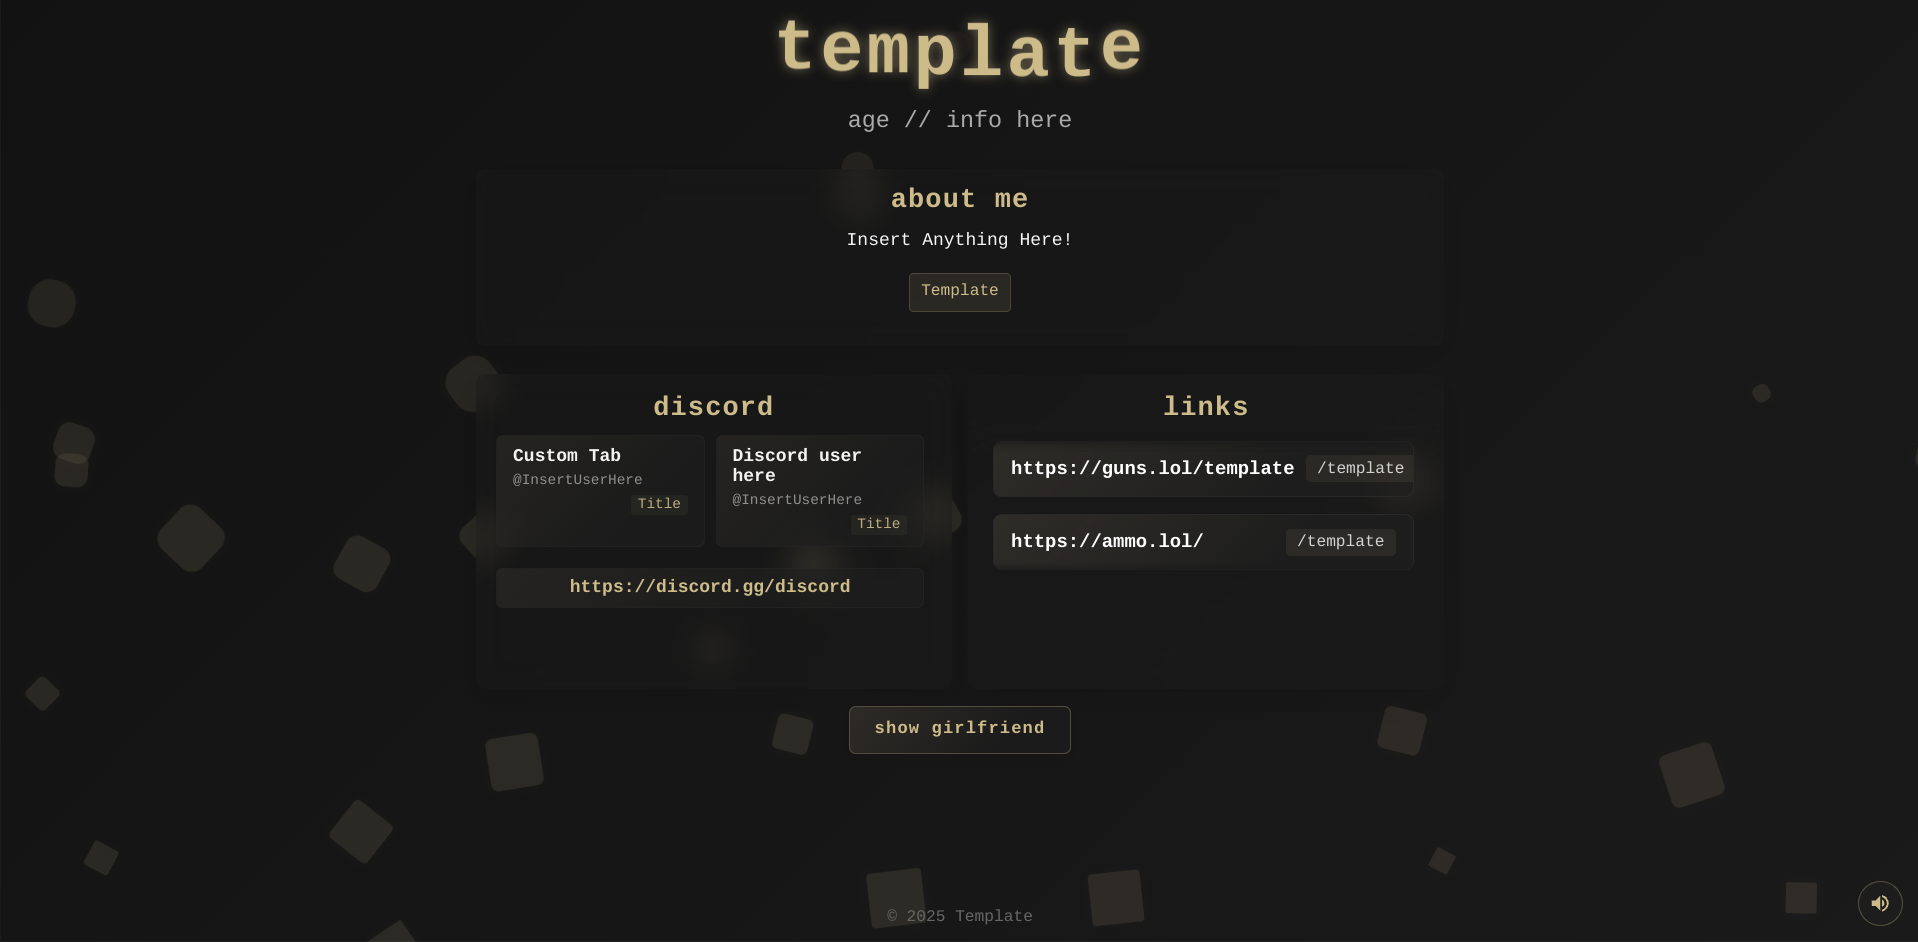 template
age // info here
about me
Insert Anything Here!
Template
discord
Custom Tab
@InsertUserHere
Title
Discord user
here
@InsertUserHere
Title
https://discord.gg/discord
links
https://guns.lol/template /template
https://ammo.lol/ /template
show girlfriend
© 2025 Template